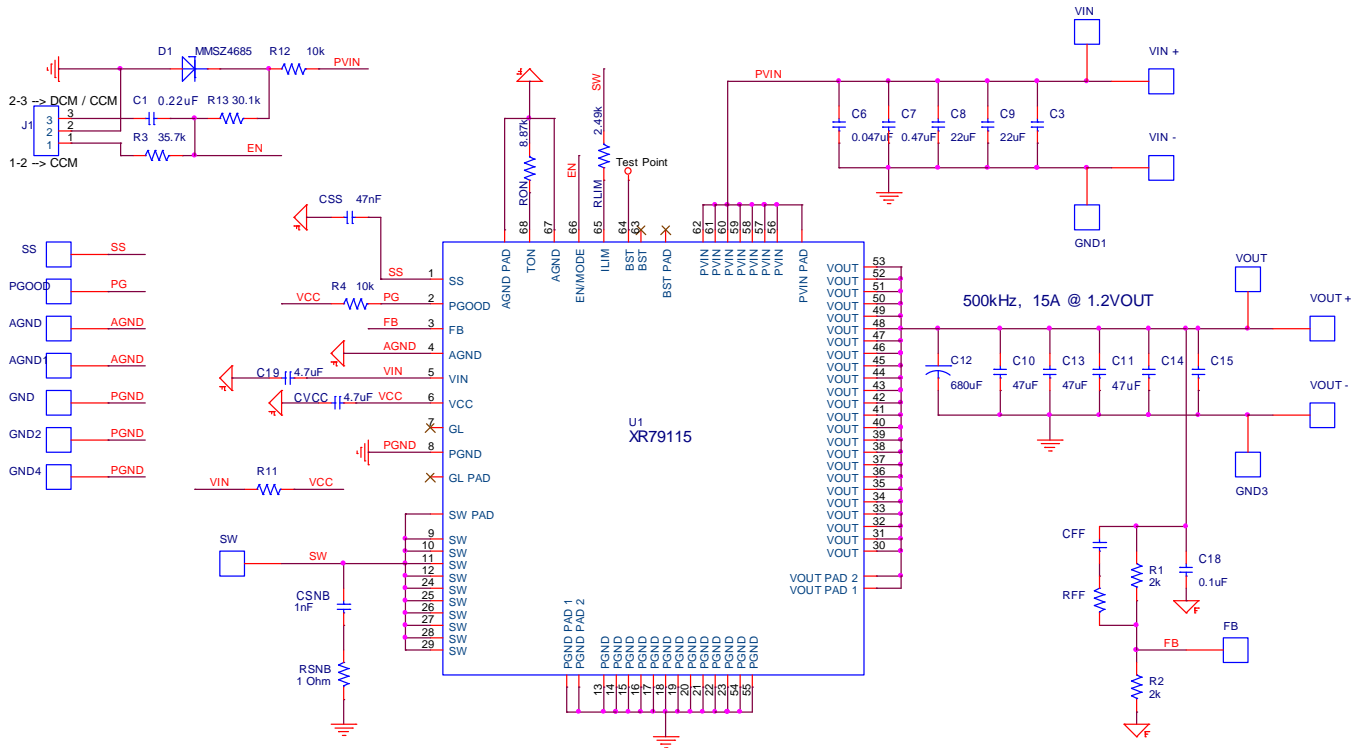 D1
MMSZ4685
R12
10k
PVIN
2-3 --> DCM / CCM
C1
0.22uF
R13
30.1k
J1
3
2
1
3
2
1
R3
35.7k
EN
1-2 --> CCM
VIN
VIN +
PVIN
C6
0.047uF
C7
0.47uF
C8
22uF
C9
22uF
C3
VIN -
GND1
SW
8.87k
RON
2.49k
RLIM
EN
Test Point
CSS
47nF
SS
R4
10k
VCC
PG
FB
AGND
C19
4.7uF
VIN
CVCC
4.7uF
VCC
PGND
R11
VIN
VCC
SS
SS
PGOOD
PG
AGND
AGND
AGND1
AGND
GND
PGND
GND2
PGND
GND4
PGND
SW
SW
CSNB
1nF
RSNB
1 Ohm
68
67
66
65
64
63
62
61
60
59
58
57
56
AGND PAD
TON
AGND
EN/MODE
ILIM
BST
BST
BST PAD
PVIN
PVIN
PVIN
PVIN
PVIN
PVIN
PVIN
PVIN PAD
1
SS
2
PGOOD
3
FB
4
AGND
5
VIN
6
VCC
7
GL
8
PGND
GL PAD
SW PAD
9
SW
10
SW
11
SW
12
SW
24
SW
25
SW
26
SW
27
SW
28
SW
29
SW
U1
XR79115
PGND PAD 1
PGND PAD 2
PGND
PGND
PGND
PGND
PGND
PGND
PGND
PGND
PGND
PGND
PGND
PGND
PGND
13
14
15
16
17
18
19
20
21
22
23
54
55
VOUT
53
VOUT
52
VOUT
51
VOUT
50
VOUT
49
VOUT
48
VOUT
47
VOUT
46
VOUT
45
VOUT
44
VOUT
43
VOUT
42
VOUT
41
VOUT
40
VOUT
39
VOUT
38
VOUT
37
VOUT
36
VOUT
35
VOUT
34
VOUT
33
VOUT
32
VOUT
31
VOUT
30
VOUT PAD 2
VOUT PAD 1
500kHz, 15A @ 1.2VOUT
VOUT
VOUT +
C12
680uF
C10
47uF
C13
47uF
C11
47uF
C14
C15
VOUT -
GND3
CFF
RFF
R1
2k
C18
0.1uF
FB
FB
R2
2k